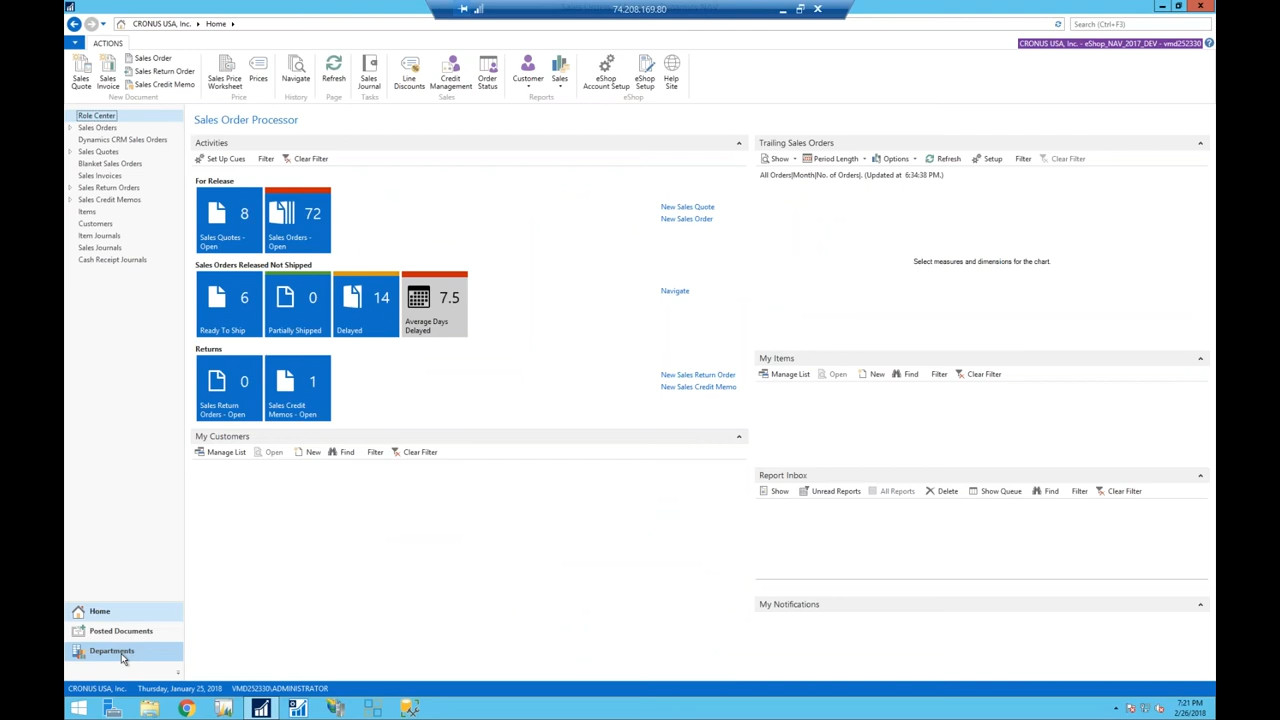 74.208.169.80
CRONUS USA, Inc. Home
Search (Ctrl+F3)
ACTIONS
CRONUS USA, Inc. - eShop_NAV_2017_DEV - vmd252330
Sales Quote
Sales Invoice
Sales Order
Sales Return Order
Sales Credit Memo
New Document
Sales Price Worksheet
Prices
Price
Navigate
History
Refresh
Page
Sales Journal
Tasks
Line Discounts
Credit Management
Order Status
Sales
Customer
Sales
Reports
eShop Account Setup
eShop Setup
Help Site
eShop
Role Center
Sales Orders
Dynamics CRM Sales Orders
Sales Quotes
Blanket Sales Orders
Sales Invoices
Sales Return Orders
Sales Credit Memos
Items
Customers
Item Journals
Sales Journals
Cash Receipt Journals
Home
Posted Documents
Departments
Sales Order Processor
Activities
Set Up Cues Filter Clear Filter
For Release
8
Sales Quotes - Open
72
Sales Orders - Open
New Sales Quote
New Sales Order
Sales Orders Released Not Shipped
6
Ready To Ship
0
Partially Shipped
14
Delayed
7.5
Average Days Delayed
Navigate
Returns
0
Sales Return Orders - Open
1
Sales Credit Memos - Open
New Sales Return Order
New Sales Credit Memo
My Customers
Manage List Open New Find Filter Clear Filter
Trailing Sales Orders
Show Period Length Options Refresh Setup Filter Clear Filter
All Orders|Month|No. of Orders|. (Updated at 6:34:38 PM.)
Select measures and dimensions for the chart.
My Items
Manage List Open New Find Filter Clear Filter
Report Inbox
Show Unread Reports All Reports Delete Show Queue Find Filter Clear Filter
My Notifications
CRONUS USA, Inc. Thursday, January 25, 2018 VMD252330\ADMINISTRATOR
7:21 PM
2/26/2018